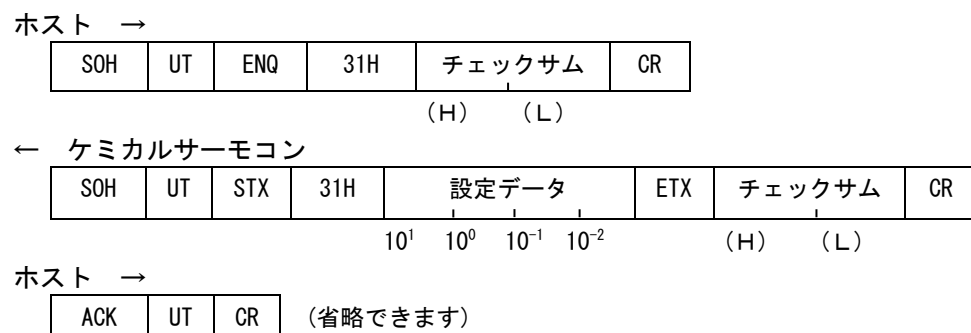 ホスト →
SOH UT ENQ 31H チェックサム CR
(H) (L)
← ケミカルサーモコン
SOH UT STX 31H 設定データ ETX チェックサム CR
10¹ 10⁰ 10⁻¹ 10⁻² (H) (L)
ホスト →
ACK UT CR (省略できます)